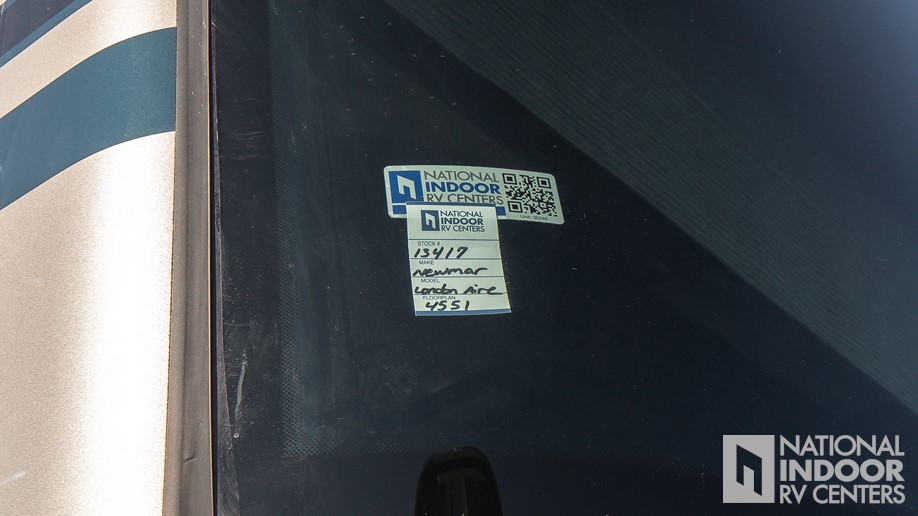 NATIONAL
INDOOR
RV CENTERS
NATIONAL
INDOOR
RV CENTERS
STOCK #
13417
MAKE
Newmar
MODEL
London Aire
FLOORPLAN
4551
NATIONAL
INDOOR
RV CENTERS